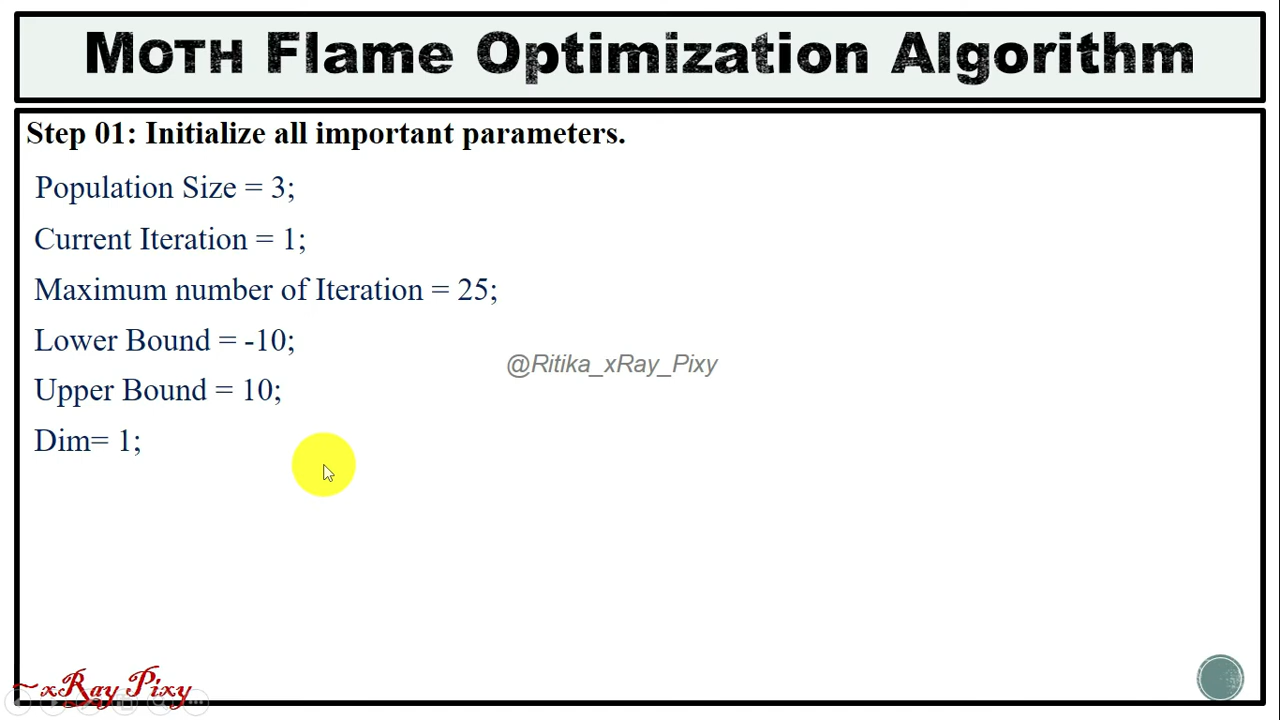 MOTH Flame Optimization Algorithm
Step 01: Initialize all important parameters.
Population Size = 3;
Current Iteration = 1;
Maximum number of Iteration = 25;
Lower Bound = -10;
@Ritika_xRay_Pixy
Upper Bound = 10;
Dim= 1;
~xRay Pixy